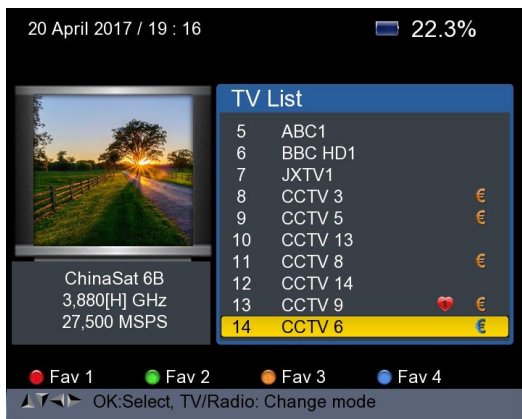 20 April 2017 / 19 : 16
22.3%
TV List
5 ABC1
6 BBC HD1
7 JXTV1
8 CCTV 3 €
9 CCTV 5 €
10 CCTV 13
11 CCTV 8 €
12 CCTV 14
13 CCTV 9 1 €
14 CCTV 6 €
ChinaSat 6B
3,880[H] GHz
27,500 MSPS
Fav 1 Fav 2 Fav 3 Fav 4
OK:Select, TV/Radio: Change mode